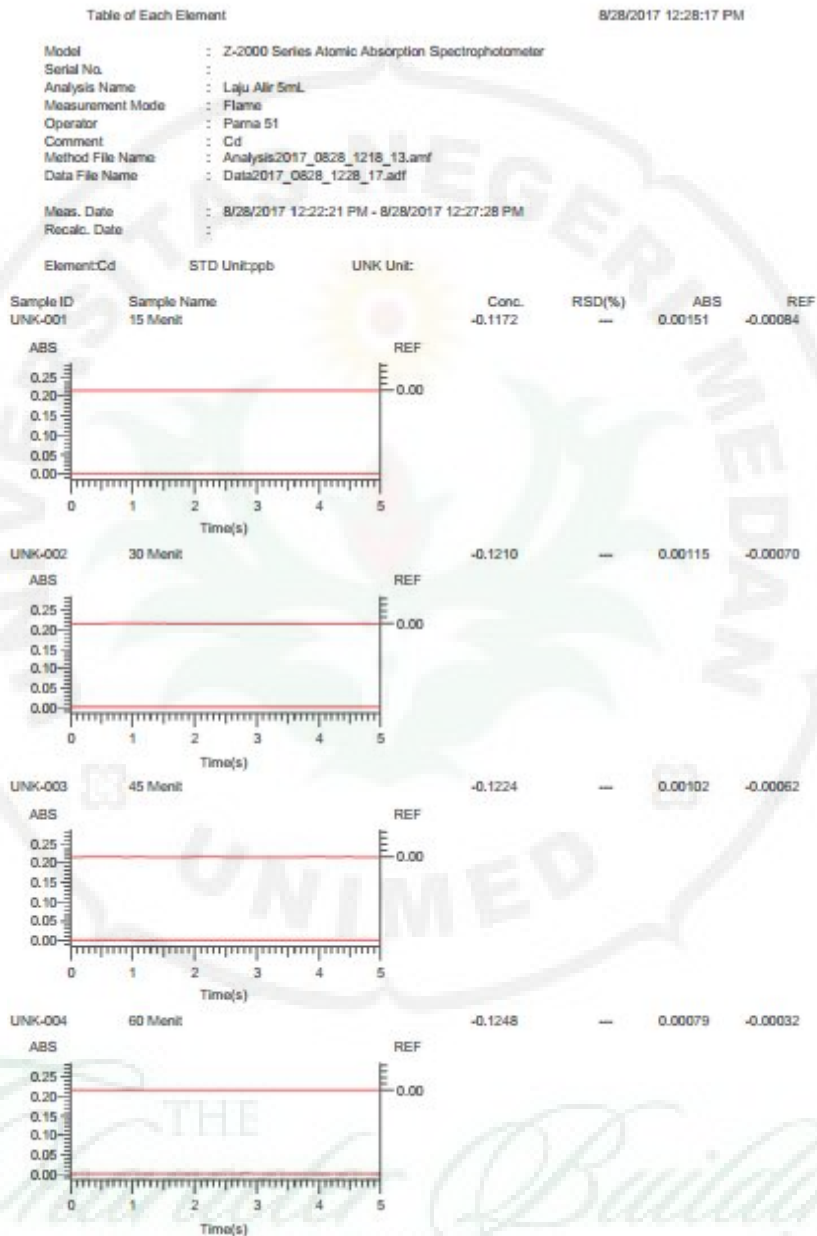 Table of Each Element 8/28/2017 12:28:17 PM
Model : Z-2000 Series Atomic Absorption Spectrophotometer
Serial No. :
Analysis Name : Laju Alir 5mL
Measurement Mode : Flame
Operator : Parna 51
Comment : Cd
Method File Name : Analysis2017_0828_1218_13.amf
Data File Name : Data2017_0828_1228_17.adf
Meas. Date : 8/28/2017 12:22:21 PM - 8/28/2017 12:27:28 PM
Recalc. Date :
Element:Cd STD Unit:ppb UNK Unit:
Sample ID Sample Name Conc. RSD(%) ABS REF
UNK-001 15 Menit -0.1172 --- 0.00151 -0.00084
ABS REF
0.25
0.20 0.00
0.15
0.10
0.05
0.00
0 1 2 3 4 5
Time(s)
UNK-002 30 Menit -0.1210 --- 0.00115 -0.00070
ABS REF
0.25
0.20 0.00
0.15
0.10
0.05
0.00
0 1 2 3 4 5
Time(s)
UNK-003 45 Menit -0.1224 --- 0.00102 -0.00062
ABS REF
0.25
0.20 0.00
0.15
0.10
0.05
0.00
0 1 2 3 4 5
Time(s)
UNK-004 60 Menit -0.1248 --- 0.00079 -0.00032
ABS REF
0.25
0.20 0.00
0.15
0.10
0.05
0.00
0 1 2 3 4 5
Time(s)
UNIVERSITAS NEGERI MEDAN
UNIMED
THE